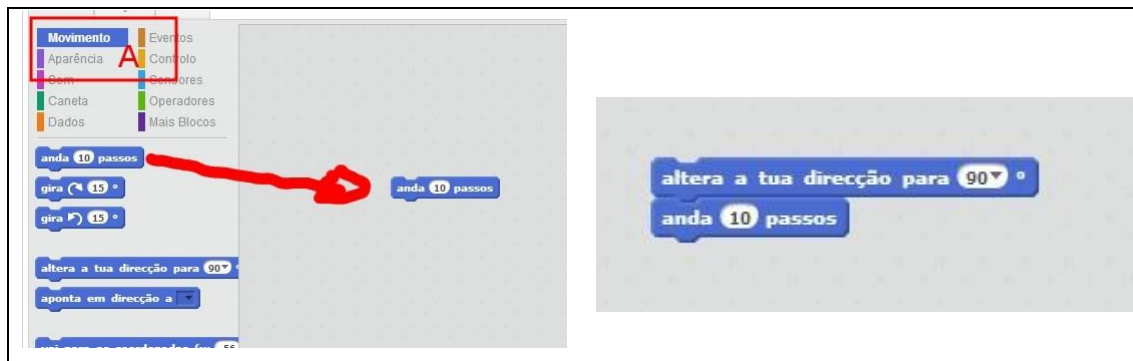 Movimento Eventos
Aparência A Controlo
Som Sensores
Caneta Operadores
Dados Mais Blocos
anda 10 passos
gira 15 °
gira 15 °
altera a tua direcção para 90
aponta em direcção a
anda 10 passos
altera a tua direcção para 90 °
anda 10 passos